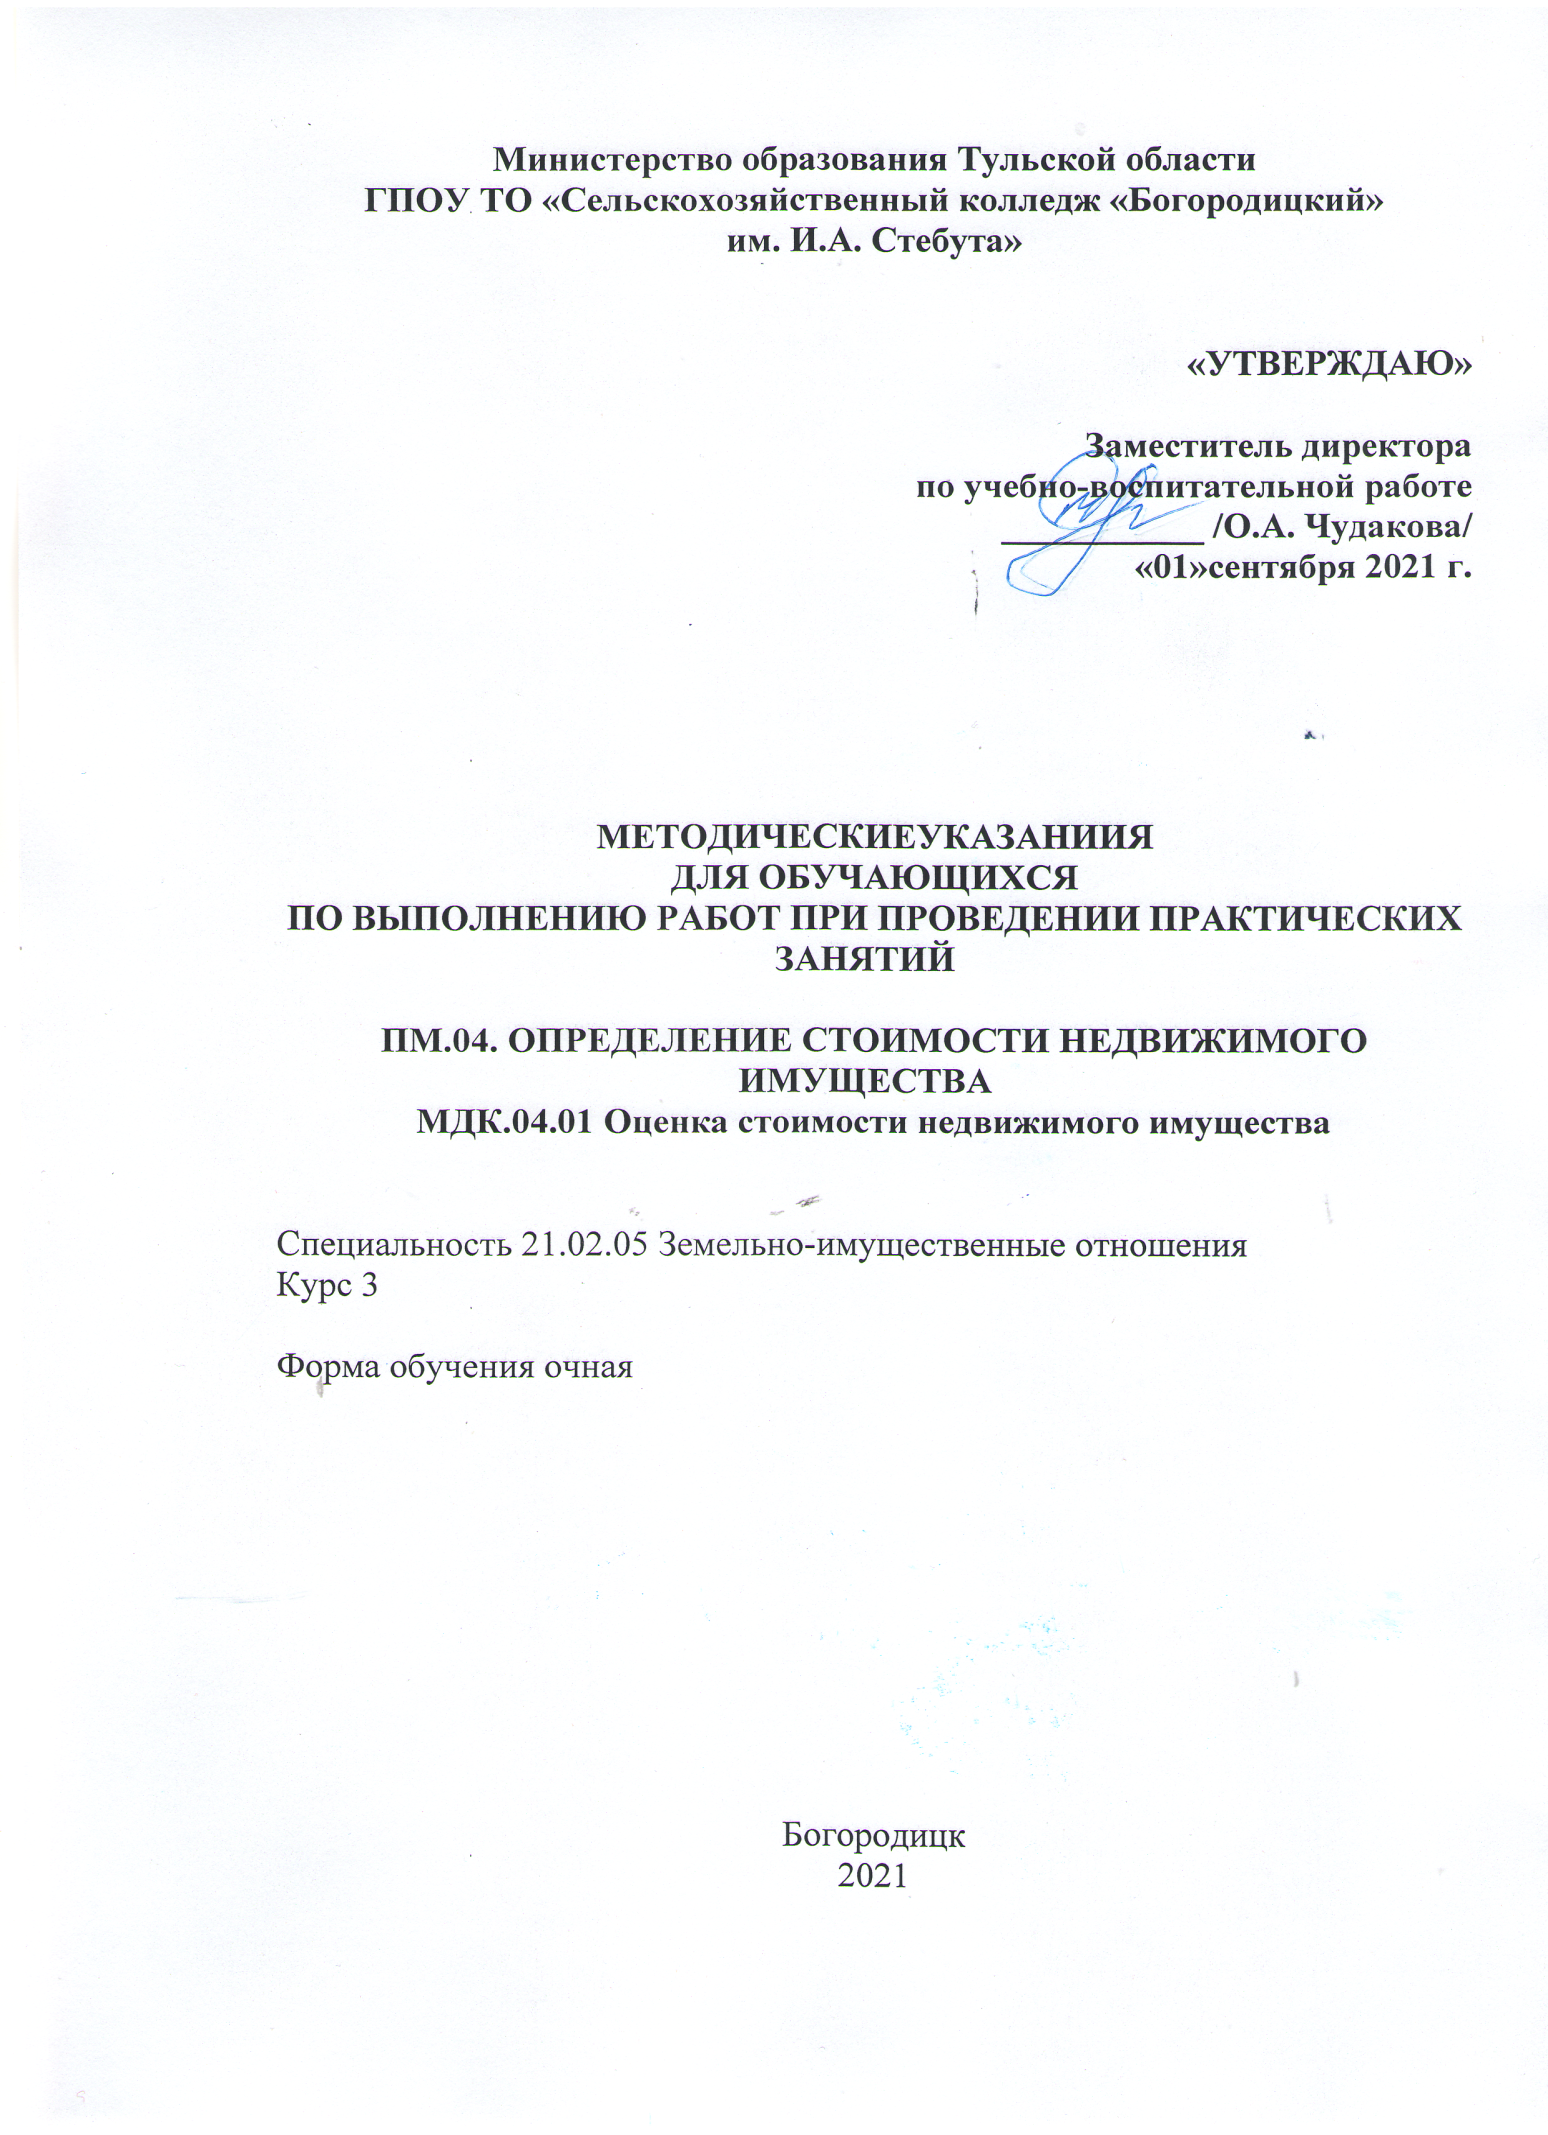 Министерство образования Тульской области
ГПОУ ТО «Сельскохозяйственный колледж «Богородицкий»
им. И.А. Стебута»
«УТВЕРЖДАЮ»
Заместитель директора
по учебно-воспитательной работе
____________ /О.А. Чудакова/
«01»сентября 2021 г.
МЕТОДИЧЕСКИЕУКАЗАНИИЯ
ДЛЯ ОБУЧАЮЩИХСЯ
ПО ВЫПОЛНЕНИЮ РАБОТ ПРИ ПРОВЕДЕНИИ ПРАКТИЧЕСКИХ
ЗАНЯТИЙ
ПМ.04. ОПРЕДЕЛЕНИЕ СТОИМОСТИ НЕДВИЖИМОГО
ИМУЩЕСТВА
МДК.04.01 Оценка стоимости недвижимого имущества
Специальность 21.02.05 Земельно-имущественные отношения
Курс 3
Форма обучения очная
Богородицк
2021